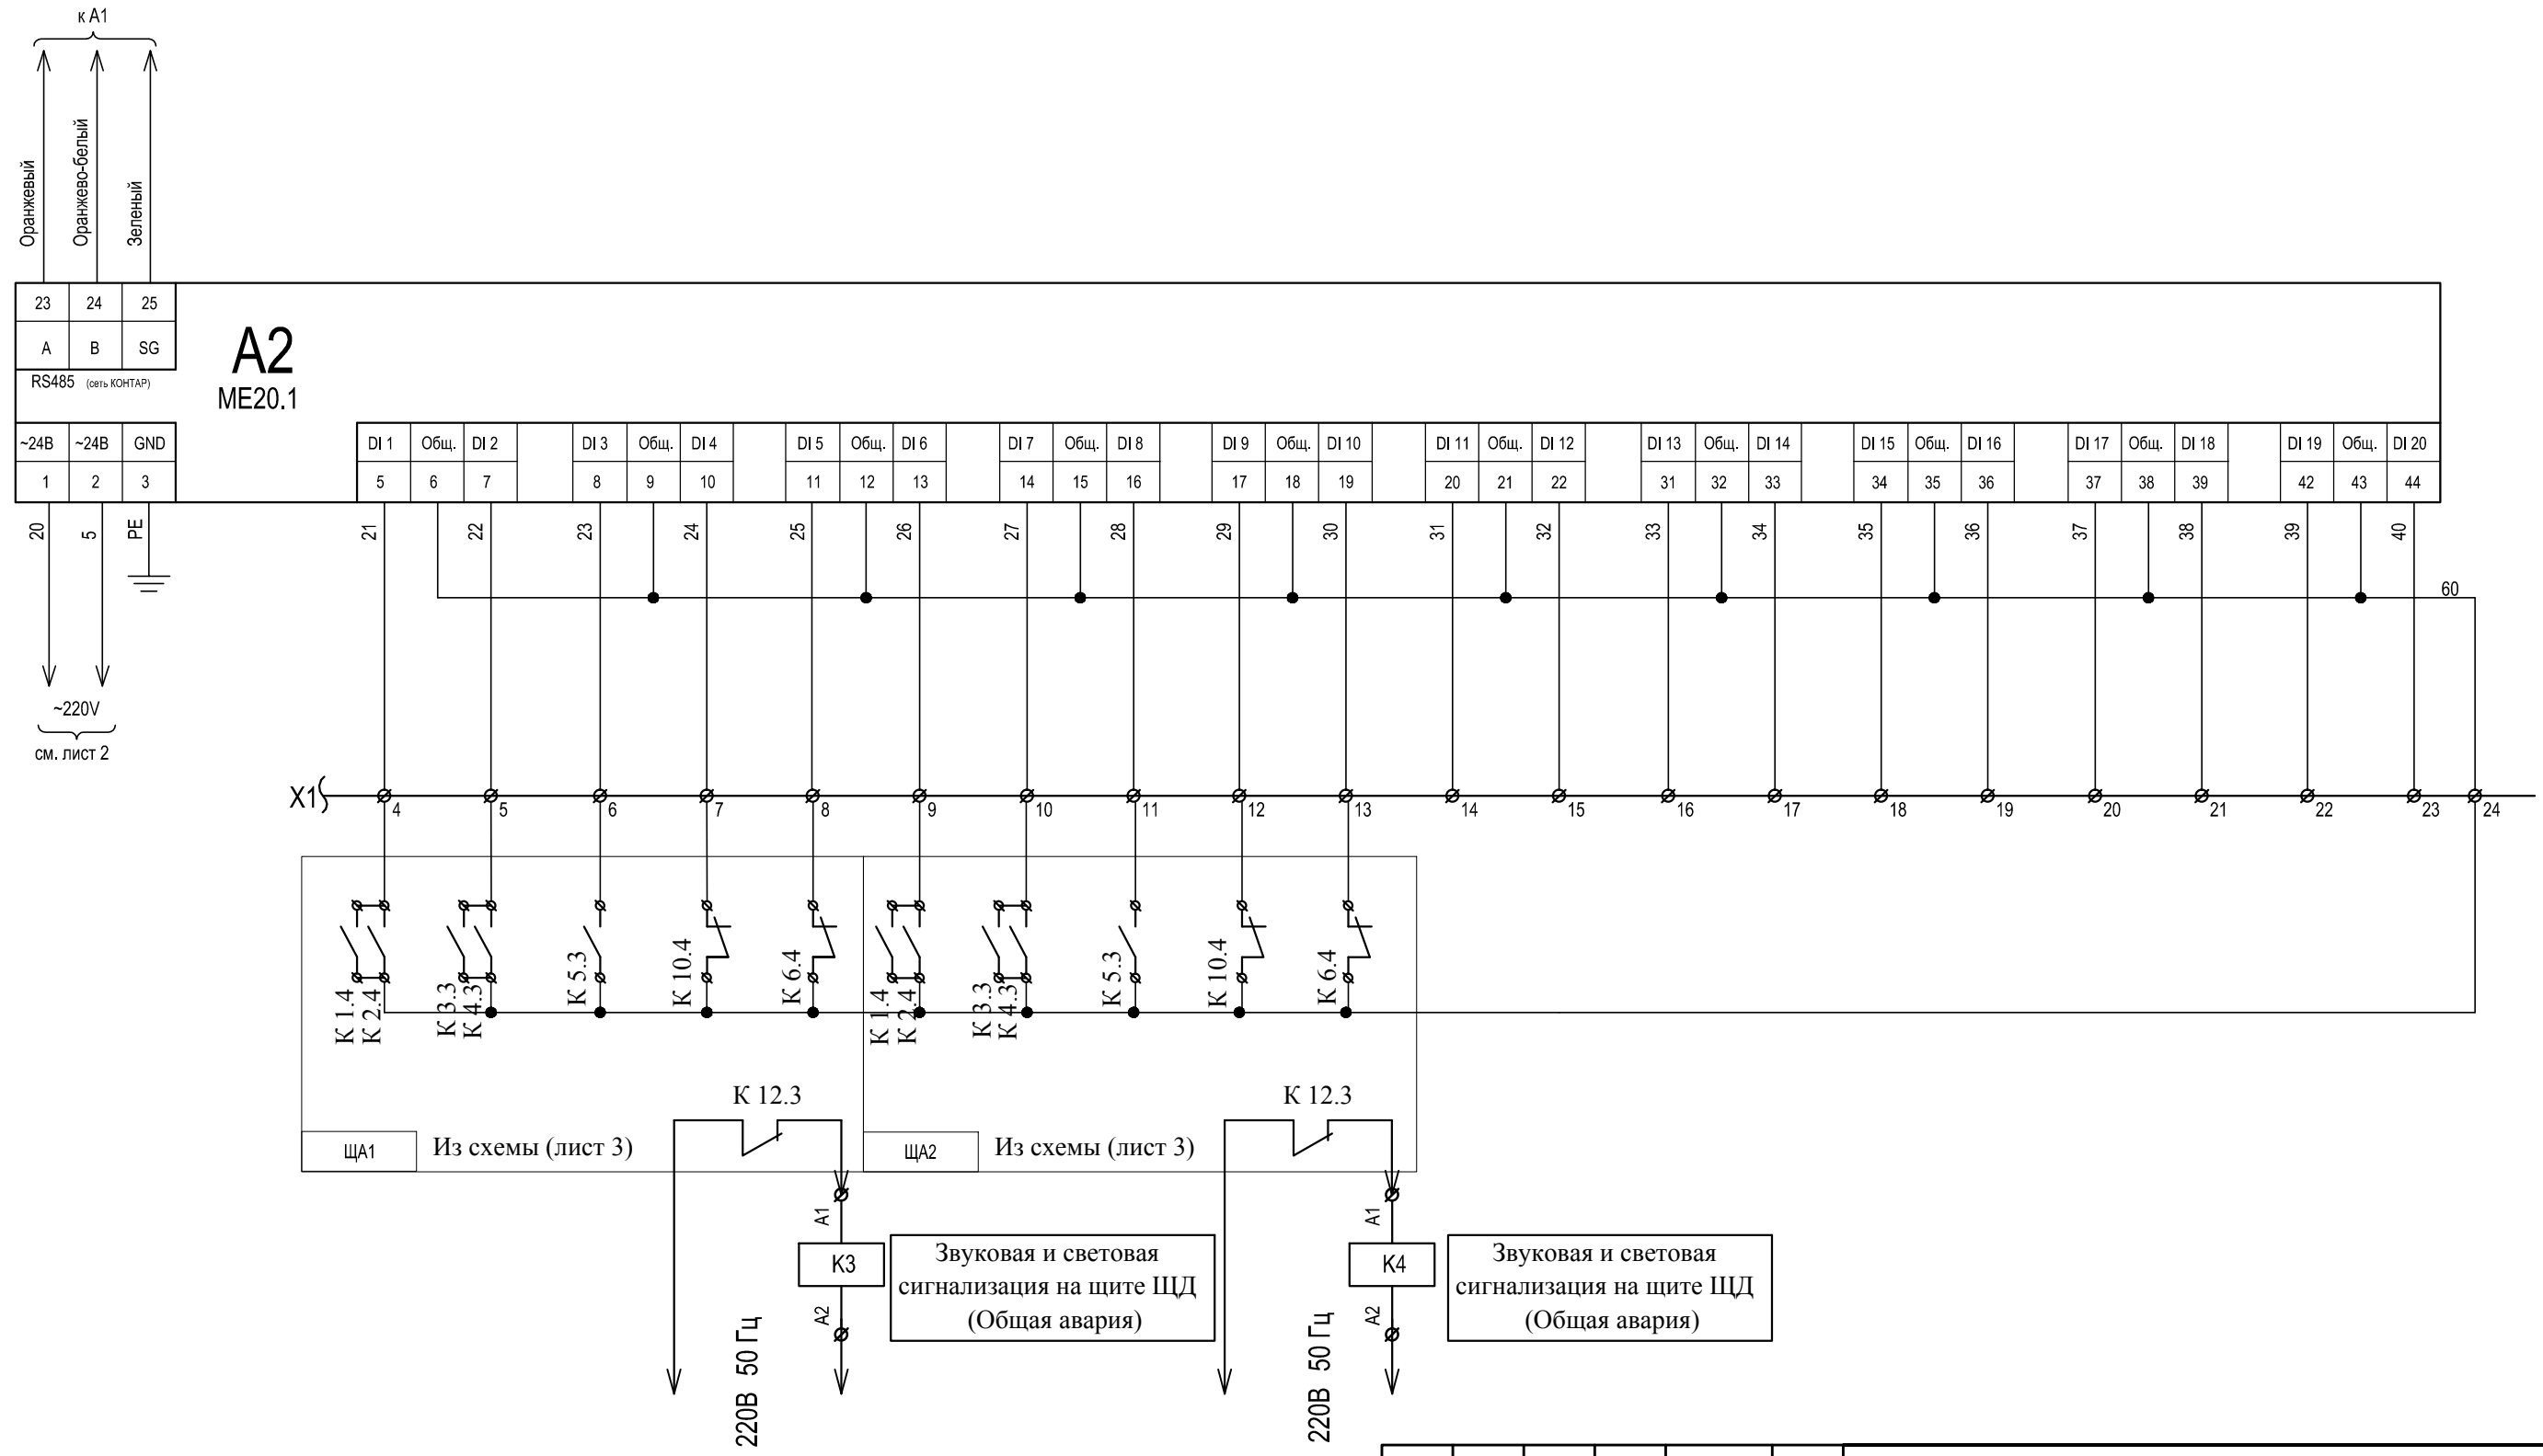 к А1
Оранжевый
Оранжево-белый
Зеленый
23 24 25
A B SG
RS485 (сеть КОНТАР)
A2
ME20.1
~24В ~24В GND
1 2 3
DI 1 Общ. DI 2 DI 3 Общ. DI 4 DI 5 Общ. DI 6 DI 7 Общ. DI 8 DI 9 Общ. DI 10 DI 11 Общ. DI 12 DI 13 Общ. DI 14 DI 15 Общ. DI 16 DI 17 Общ. DI 18 DI 19 Общ. DI 20
5 6 7 8 9 10 11 12 13 14 15 16 17 18 19 20 21 22 31 32 33 34 35 36 37 38 39 42 43 44
20 5 PE 21 22 23 24 25 26 27 28 29 30 31 32 33 34 35 36 37 38 39 40
60
~220V
см. лист 2
X1
4 5 6 7 8 9 10 11 12 13 14 15 16 17 18 19 20 21 22 23 24
К 1.4
К 2.4
К 3.3
К 4.3
К 5.3
К 10.4
К 6.4
К 1.4
К 2.4
К 3.3
К 4.3
К 5.3
К 10.4
К 6.4
К 12.3
К 12.3
ЩА1
Из схемы (лист 3)
ЩА2
Из схемы (лист 3)
A1
K3
A2
Звуковая и световая
сигнализация на щите ЩД
(Общая авария)
220В 50 Гц
A1
K4
A2
Звуковая и световая
сигнализация на щите ЩД
(Общая авария)
220В 50 Гц